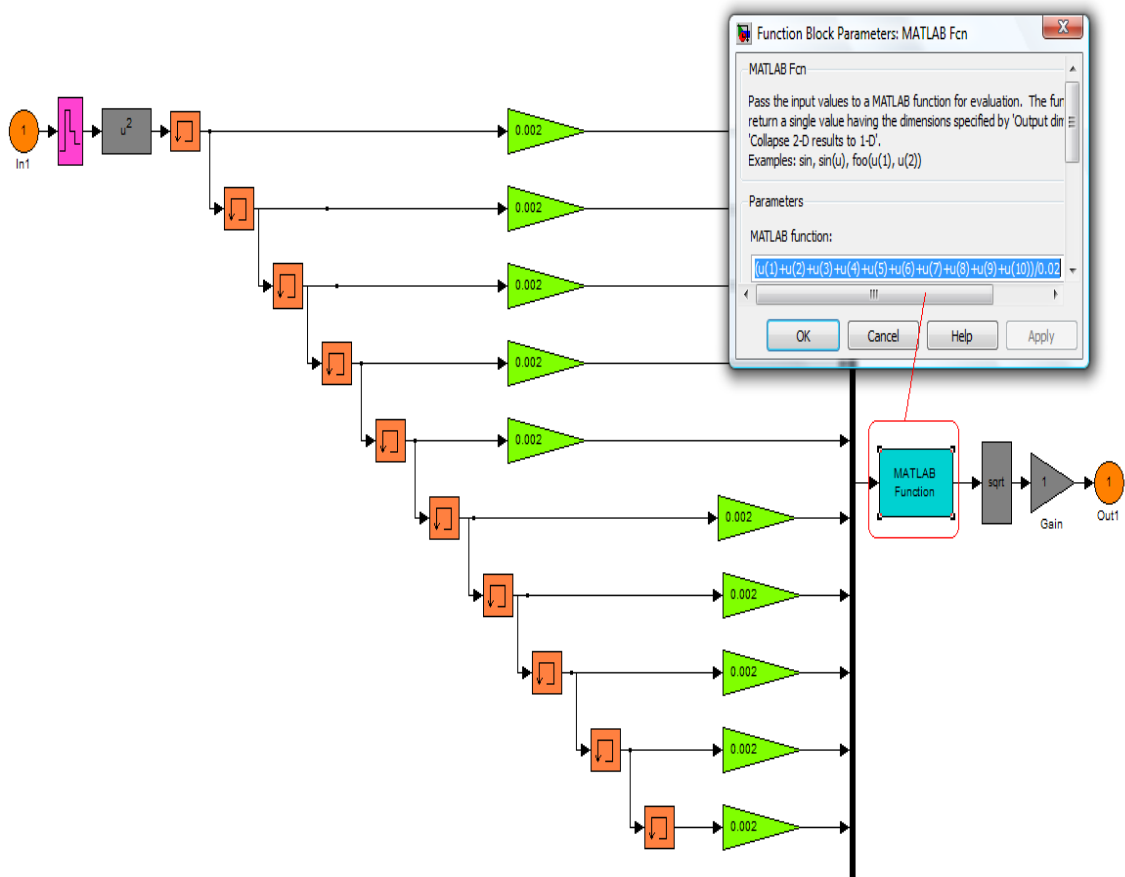 Function Block Parameters: MATLAB Fcn
X
MATLAB Fcn
Pass the input values to a MATLAB function for evaluation. The fun
return a single value having the dimensions specified by 'Output dim
'Collapse 2-D results to 1-D'.
Examples: sin, sin(u), foo(u(1), u(2))
Parameters
MATLAB function:
(u(1)+u(2)+u(3)+u(4)+u(5)+u(6)+u(7)+u(8)+u(9)+u(10))/0.02
OK
Cancel
Help
Apply
1
In1
u2
0.002
0.002
0.002
0.002
0.002
0.002
0.002
0.002
0.002
0.002
MATLAB
Function
sqrt
1
Gain
1
Out1